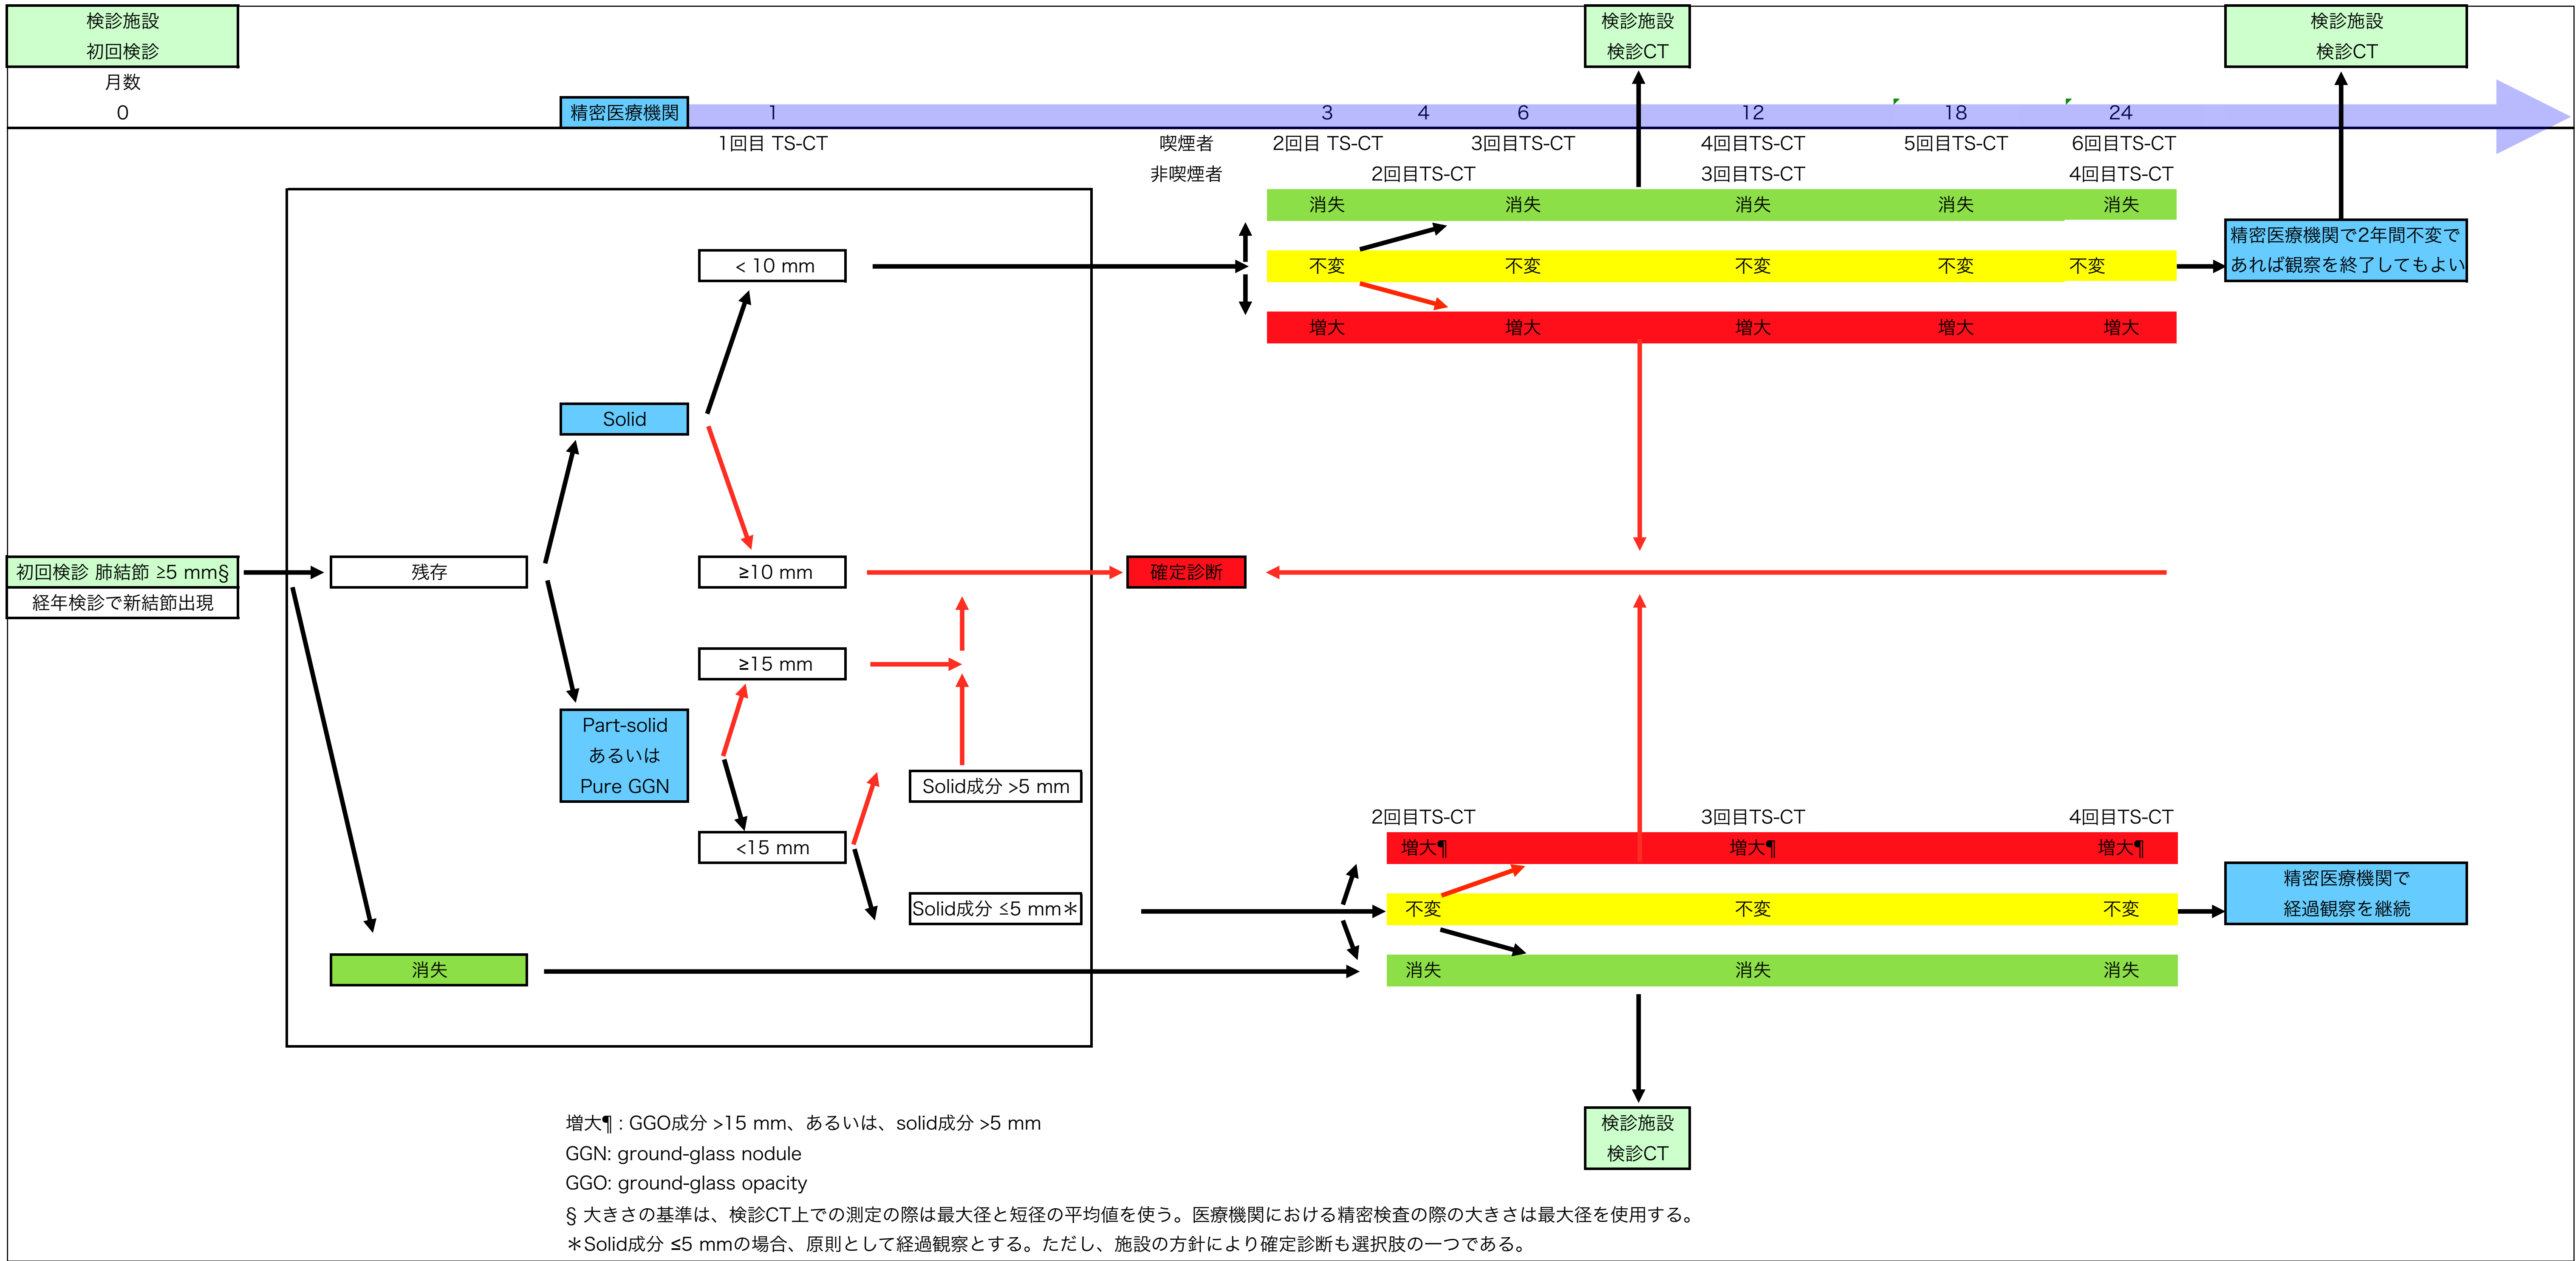 検診施設
初回検診
検診施設
検診CT
検診施設
検診CT
月数
0
精密医療機関
1
3
4
6
12
18
24
1回目 TS-CT
喫煙者
2回目 TS-CT
3回目TS-CT
4回目TS-CT
5回目TS-CT
6回目TS-CT
非喫煙者
2回目TS-CT
3回目TS-CT
4回目TS-CT
消失
消失
消失
消失
消失
< 10 mm
不変
不変
不変
不変
不変
精密医療機関で2年間不変で
あれば観察を終了してもよい
増大
増大
増大
増大
増大
Solid
初回検診 肺結節 ≥5 mm§
経年検診で新結節出現
残存
≥10 mm
確定診断
≥15 mm
Part-solid
あるいは
Pure GGN
Solid成分 >5 mm
<15 mm
2回目TS-CT
3回目TS-CT
4回目TS-CT
増大¶
増大¶
増大¶
Solid成分 ≤5 mm＊
不変
不変
不変
精密医療機関で
経過観察を継続
消失
消失
消失
消失
検診施設
検診CT
増大¶ : GGO成分 >15 mm、あるいは、solid成分 >5 mm
GGN: ground-glass nodule
GGO: ground-glass opacity
§ 大きさの基準は、検診CT上での測定の際は最大径と短径の平均値を使う。医療機関における精密検査の際の大きさは最大径を使用する。
＊Solid成分 ≤5 mmの場合、原則として経過観察とする。ただし、施設の方針により確定診断も選択肢の一つである。